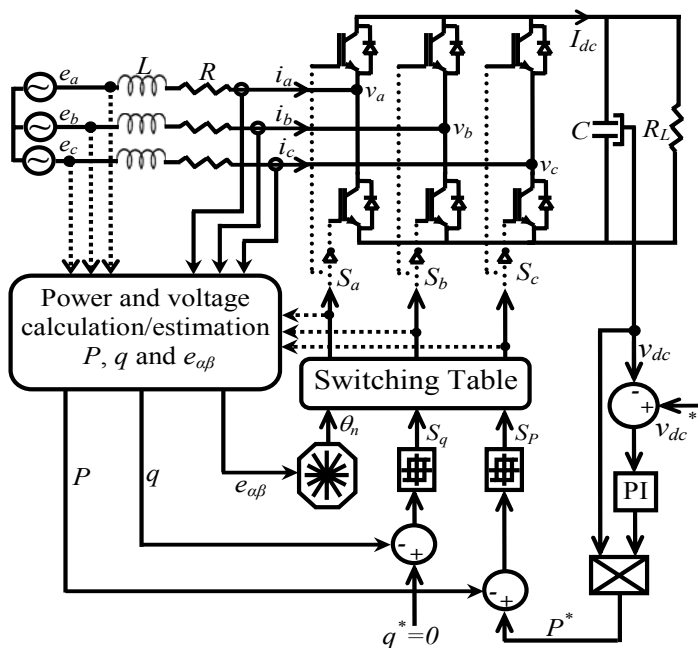 I_dc
e_a L R i_a v_a
e_b i_b v_b C R_L
e_c i_c v_c
S_a S_b S_c
Power and voltage
calculation/estimation
P, q and e_αβ
v_dc
Switching Table
- +
v_dc*
θ_n S_q S_P
P q e_αβ PI
- +
- +
q*=0 P*